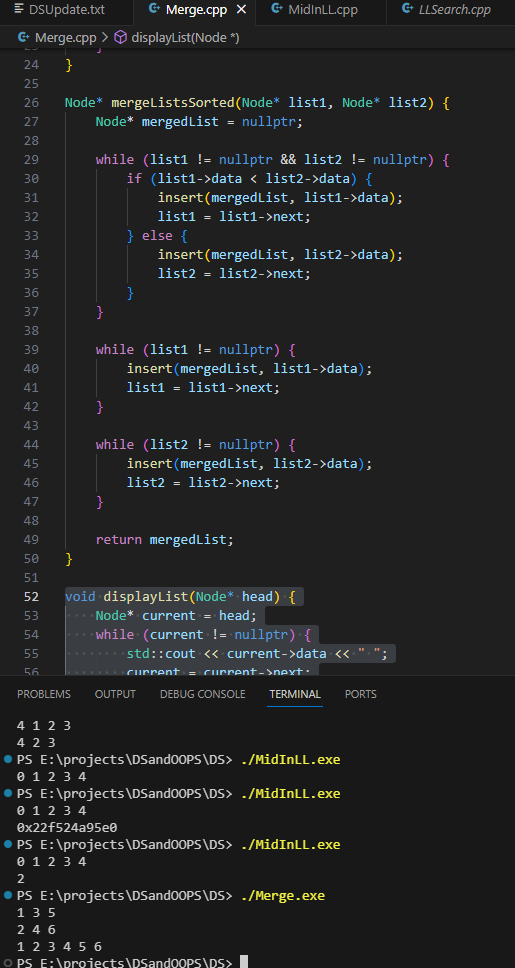 DSUpdate.txt Merge.cpp MidInLL.cpp LLSearch.cpp
Merge.cpp > displayList(Node *)
24 }
25
26 Node* mergeListsSorted(Node* list1, Node* list2) {
27 Node* mergedList = nullptr;
28
29 while (list1 != nullptr && list2 != nullptr) {
30 if (list1->data < list2->data) {
31 insert(mergedList, list1->data);
32 list1 = list1->next;
33 } else {
34 insert(mergedList, list2->data);
35 list2 = list2->next;
36 }
37 }
38
39 while (list1 != nullptr) {
40 insert(mergedList, list1->data);
41 list1 = list1->next;
42 }
43
44 while (list2 != nullptr) {
45 insert(mergedList, list2->data);
46 list2 = list2->next;
47 }
48
49 return mergedList;
50 }
51
52 void displayList(Node* head) {
53 Node* current = head;
54 while (current != nullptr) {
55 std::cout << current->data << " ";
56 current = current->next;
PROBLEMS OUTPUT DEBUG CONSOLE TERMINAL PORTS
4 1 2 3
4 2 3
PS E:\projects\DSandOOPS\DS> ./MidInLL.exe
0 1 2 3 4
PS E:\projects\DSandOOPS\DS> ./MidInLL.exe
0 1 2 3 4
0x22f524a95e0
PS E:\projects\DSandOOPS\DS> ./MidInLL.exe
0 1 2 3 4
2
PS E:\projects\DSandOOPS\DS> ./Merge.exe
1 3 5
2 4 6
1 2 3 4 5 6
PS E:\projects\DSandOOPS\DS>